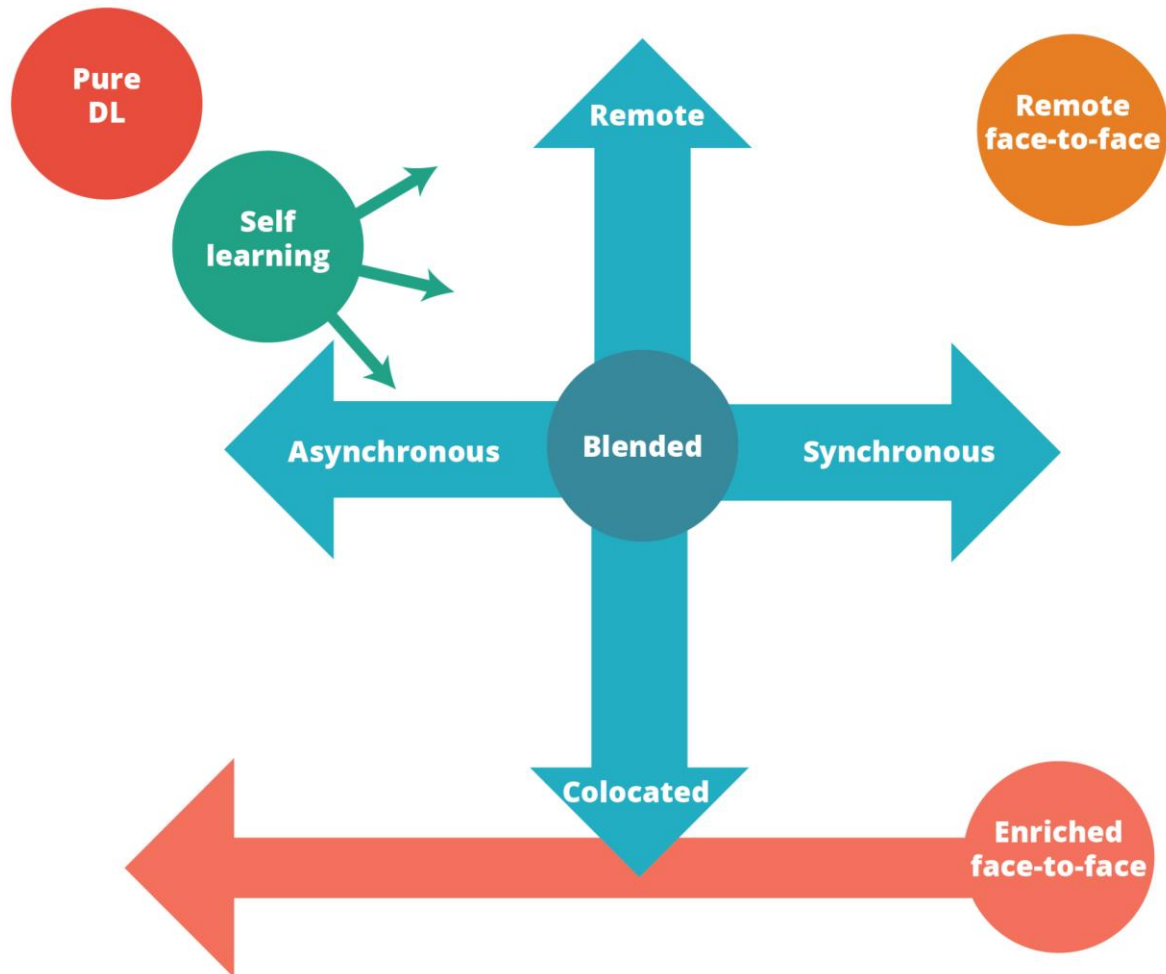 Pure
DL
Remote
Remote
face-to-face
Self
learning
Asynchronous
Blended
Synchronous
Colocated
Enriched
face-to-face